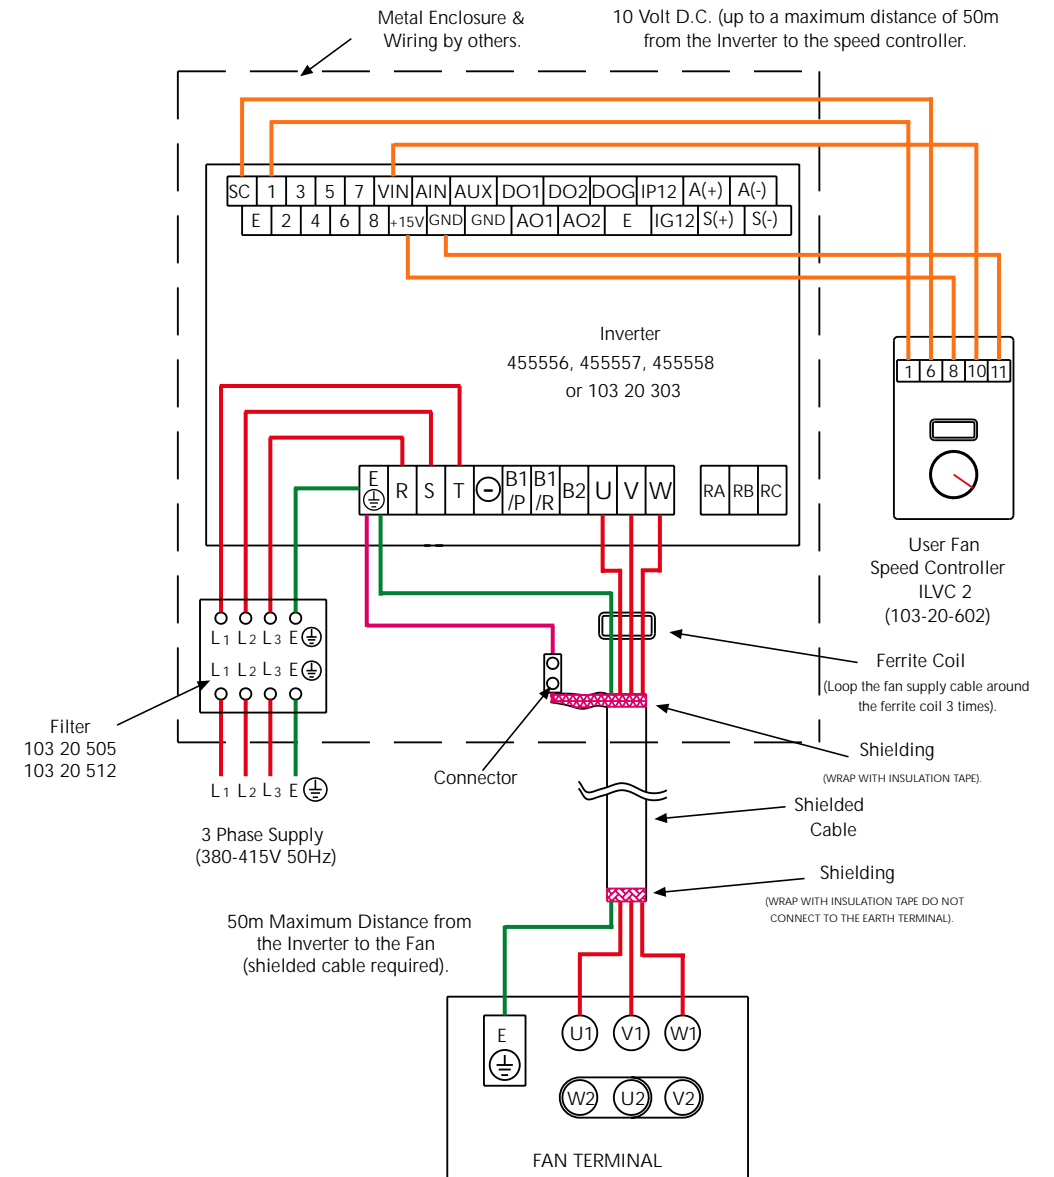 Metal Enclosure &
Wiring by others.
10 Volt D.C. (up to a maximum distance of 50m
from the Inverter to the speed controller.
SC 1 3 5 7 VIN AIN AUX DO1 DO2 DOG IP12 A(+) A(-)
E 2 4 6 8 +15V GND GND AO1 AO2 E IG12 S(+) S(-)
Inverter
455556, 455557, 455558
or 103 20 303
1 6 8 10 11
E R S T B1/P B1/R B2 U V W RA RB RC
User Fan
Speed Controller
ILVC 2
(103-20-602)
L1 L2 L3 E
L1 L2 L3 E
Filter
103 20 505
103 20 512
L1 L2 L3 E
3 Phase Supply
(380-415V 50Hz)
Ferrite Coil
(Loop the fan supply cable around
the ferrite coil 3 times).
Connector
Shielding
(WRAP WITH INSULATION TAPE).
Shielded
Cable
Shielding
(WRAP WITH INSULATION TAPE DO NOT
CONNECT TO THE EARTH TERMINAL).
50m Maximum Distance from
the Inverter to the Fan
(shielded cable required).
E U1 V1 W1
W2 U2 V2
FAN TERMINAL